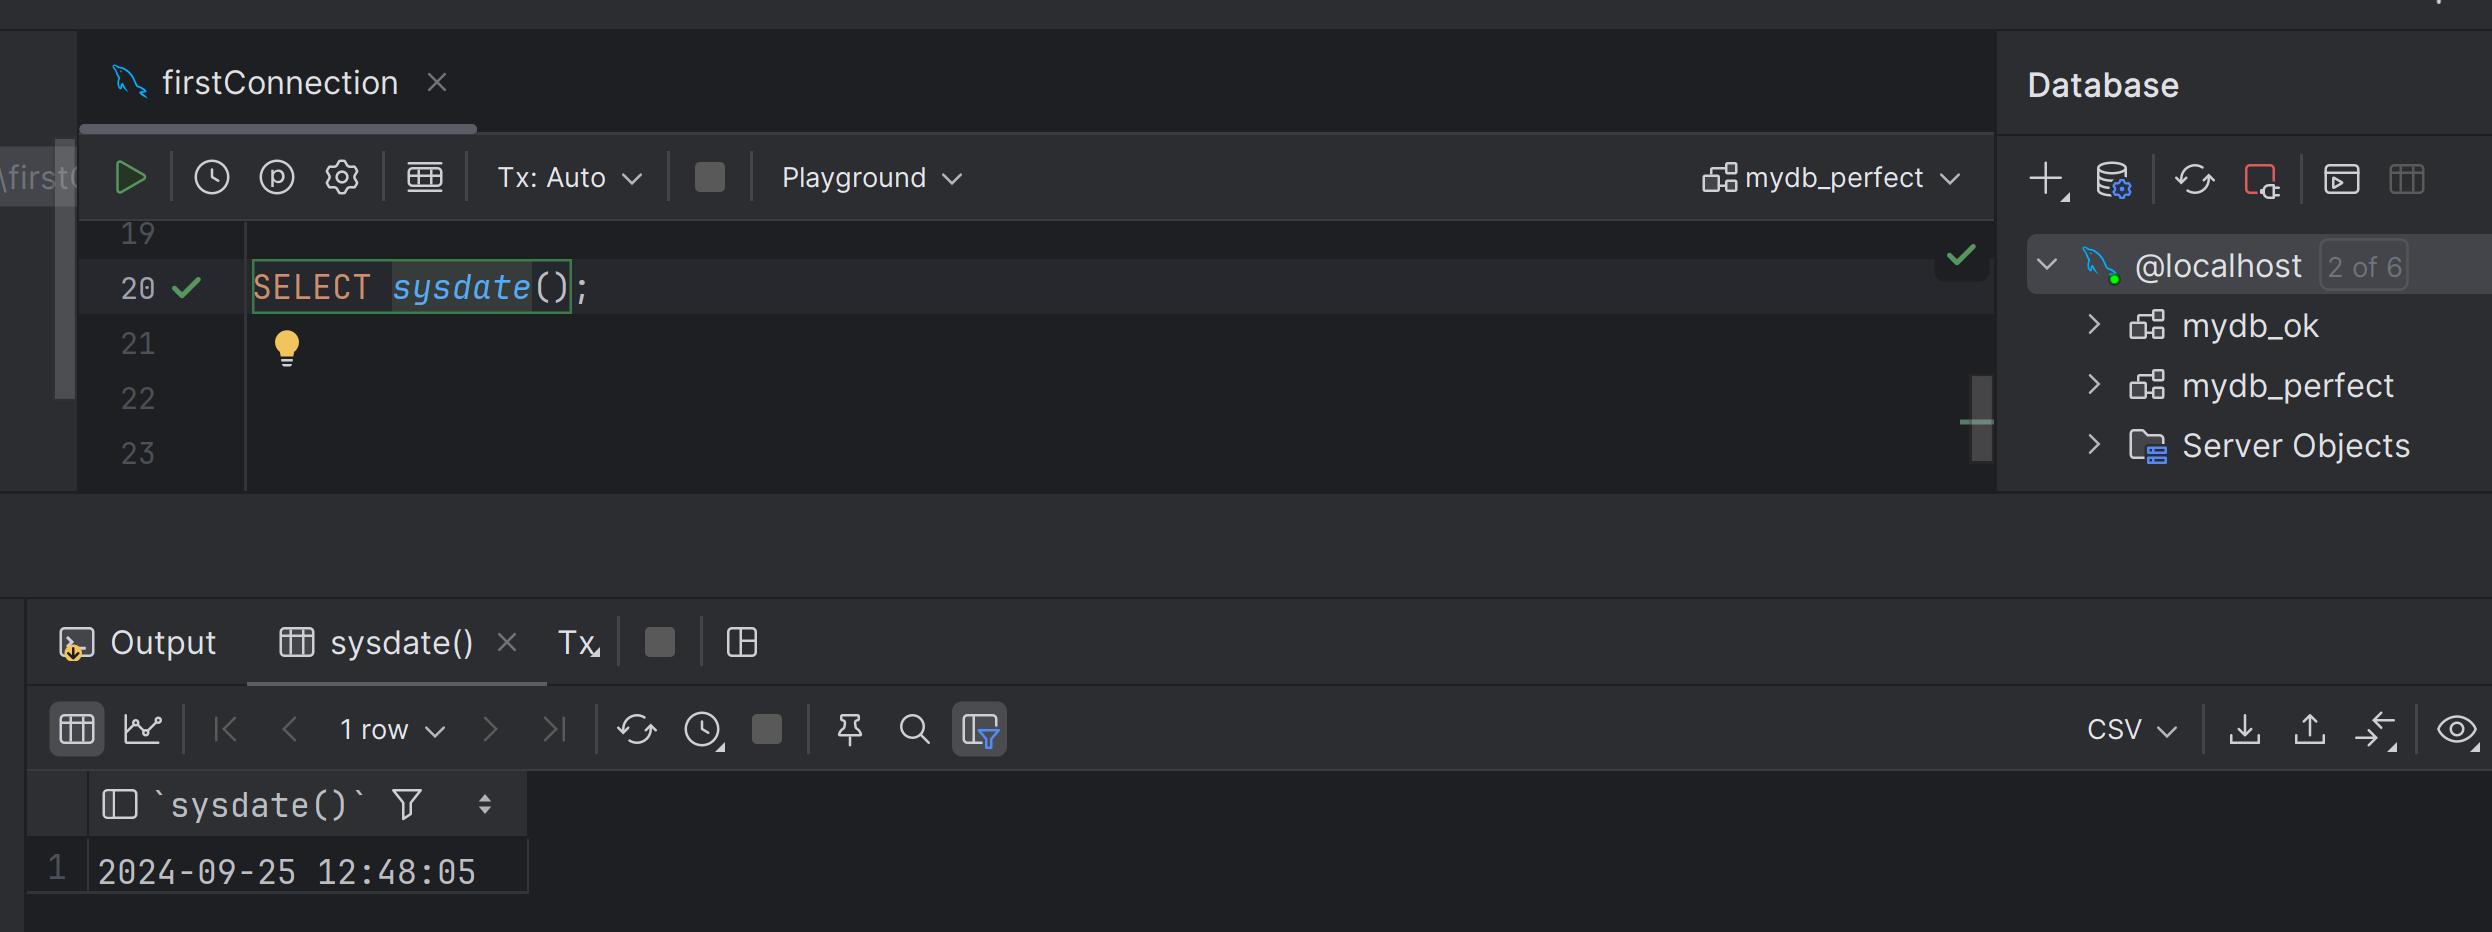 firstConnection
Database
\first
Tx: Auto
Playground
mydb_perfect
19
20 SELECT sysdate();
21
22
23
@localhost 2 of 6
mydb_ok
mydb_perfect
Server Objects
Output
sysdate()
Tx
1 row
CSV
`sysdate()`
1 2024-09-25 12:48:05